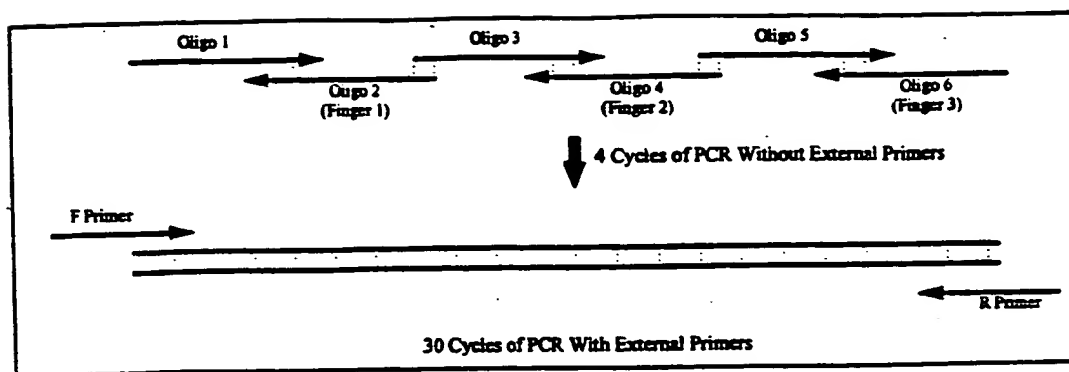 Oligo 1
Oligo 3
Oligo 5
Oligo 2
(Finger 1)
Oligo 4
(Finger 2)
Oligo 6
(Finger 3)
4 Cycles of PCR Without External Primers
F Primer
R Primer
30 Cycles of PCR With External Primers